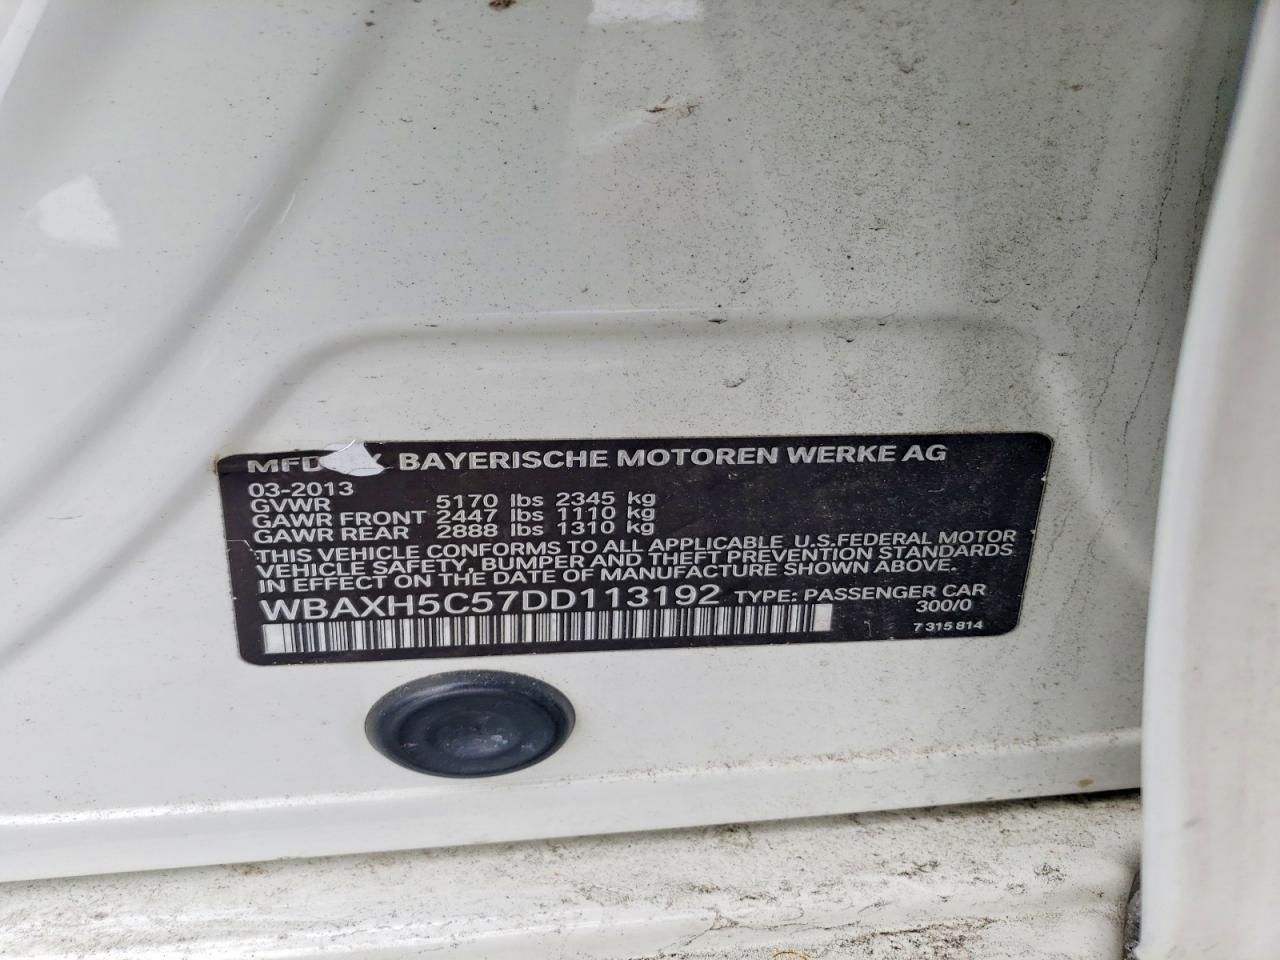 MFD BAYERISCHE MOTOREN WERKE AG
03-2013
GVWR 5170 lbs 2345 kg
GAWR FRONT 2447 lbs 1110 kg
GAWR REAR 2888 lbs 1310 kg
THIS VEHICLE CONFORMS TO ALL APPLICABLE U.S.FEDERAL MOTOR
VEHICLE SAFETY, BUMPER AND THEFT PREVENTION STANDARDS
IN EFFECT ON THE DATE OF MANUFACTURE SHOWN ABOVE.
WBAXH5C57DD113192 TYPE: PASSENGER CAR
300/0
7 315 814